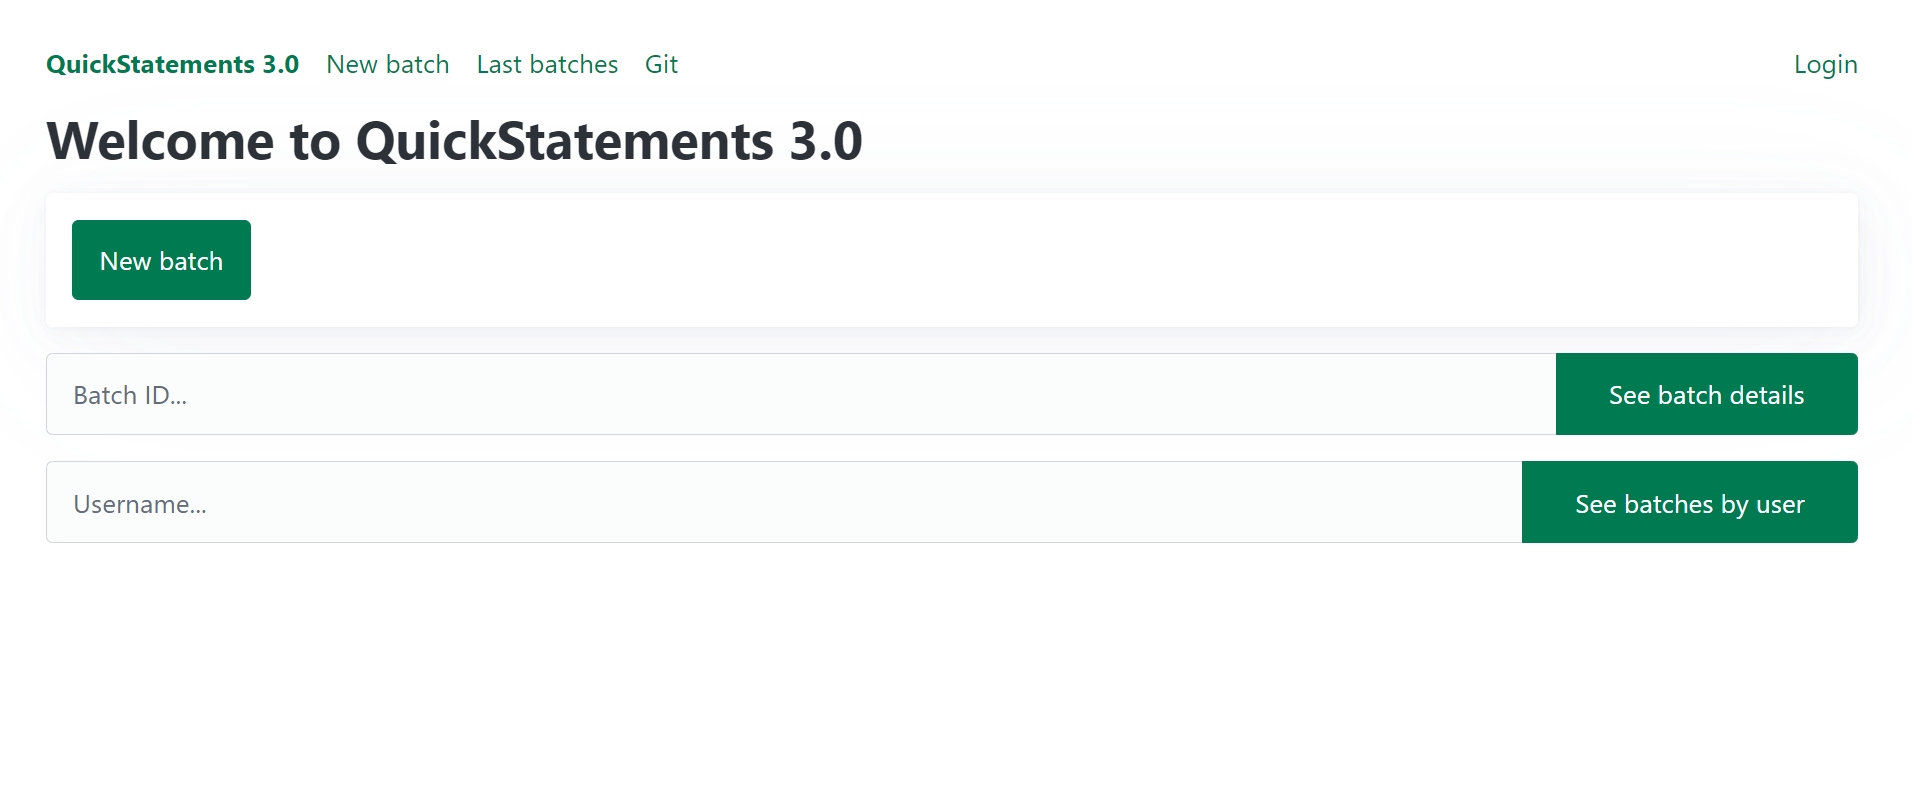 QuickStatements 3.0 New batch Last batches Git Login
Welcome to QuickStatements 3.0
New batch
Batch ID... See batch details
Username... See batches by user